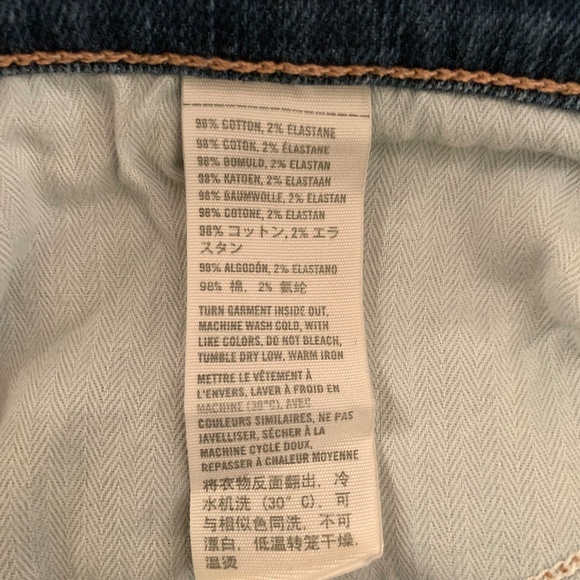 98% COTTON, 2% ELASTANE
98% COTON, 2% ÉLASTANE
98% BOMULD, 2% ELASTAN
98% KATOEN, 2% ELASTAAN
98% BAUMWOLLE, 2% ELASTAN
98% COTONE, 2% ELASTAN
98% コットン, 2% エラ
スタン
98% ALGODÓN, 2% ELASTANO
98% 棉, 2% 氨纶
TURN GARMENT INSIDE OUT,
MACHINE WASH COLD, WITH
LIKE COLORS, DO NOT BLEACH,
TUMBLE DRY LOW, WARM IRON
METTRE LE VÊTEMENT À
L'ENVERS, LAVER À FROID EN
MACHINE (30°C), AVEC
COULEURS SIMILAIRES, NE PAS
JAVELLISER, SÉCHER À LA
MACHINE CYCLE DOUX,
REPASSER À CHALEUR MOYENNE
将衣物反面翻出, 冷
水机洗 (30° C), 可
与相似色同洗, 不可
漂白, 低温转笼干燥,
温烫